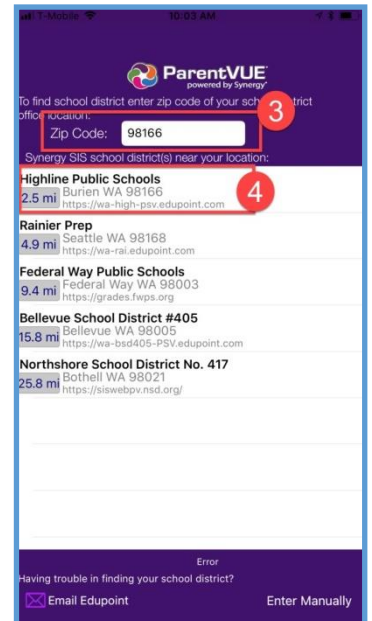 T-Mobile 10:03 AM
ParentVUE
powered by Synergy
To find school district enter zip code of your school district
office location:
3
Zip Code: 98166
Synergy SIS school district(s) near your location:
Highline Public Schools
4
2.5 mi Burien WA 98166
https://wa-high-psv.edupoint.com
Rainier Prep
4.9 mi Seattle WA 98168
https://wa-rai.edupoint.com
Federal Way Public Schools
9.4 mi Federal Way WA 98003
https://grades.fwps.org
Bellevue School District #405
15.8 mi Bellevue WA 98005
https://wa-bsd405-PSV.edupoint.com
Northshore School District No. 417
25.8 mi Bothell WA 98021
https://siswebpv.nsd.org/
Error
Having trouble in finding your school district?
Email Edupoint Enter Manually